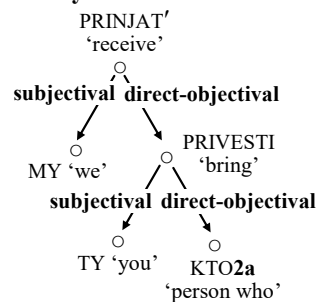 PRINJAT′
‘receive’
subjectival direct-objectival
PRIVESTI
MY ‘we’
‘bring’
subjectival direct-objectival
TY ‘you’
KTO2a
‘person who’